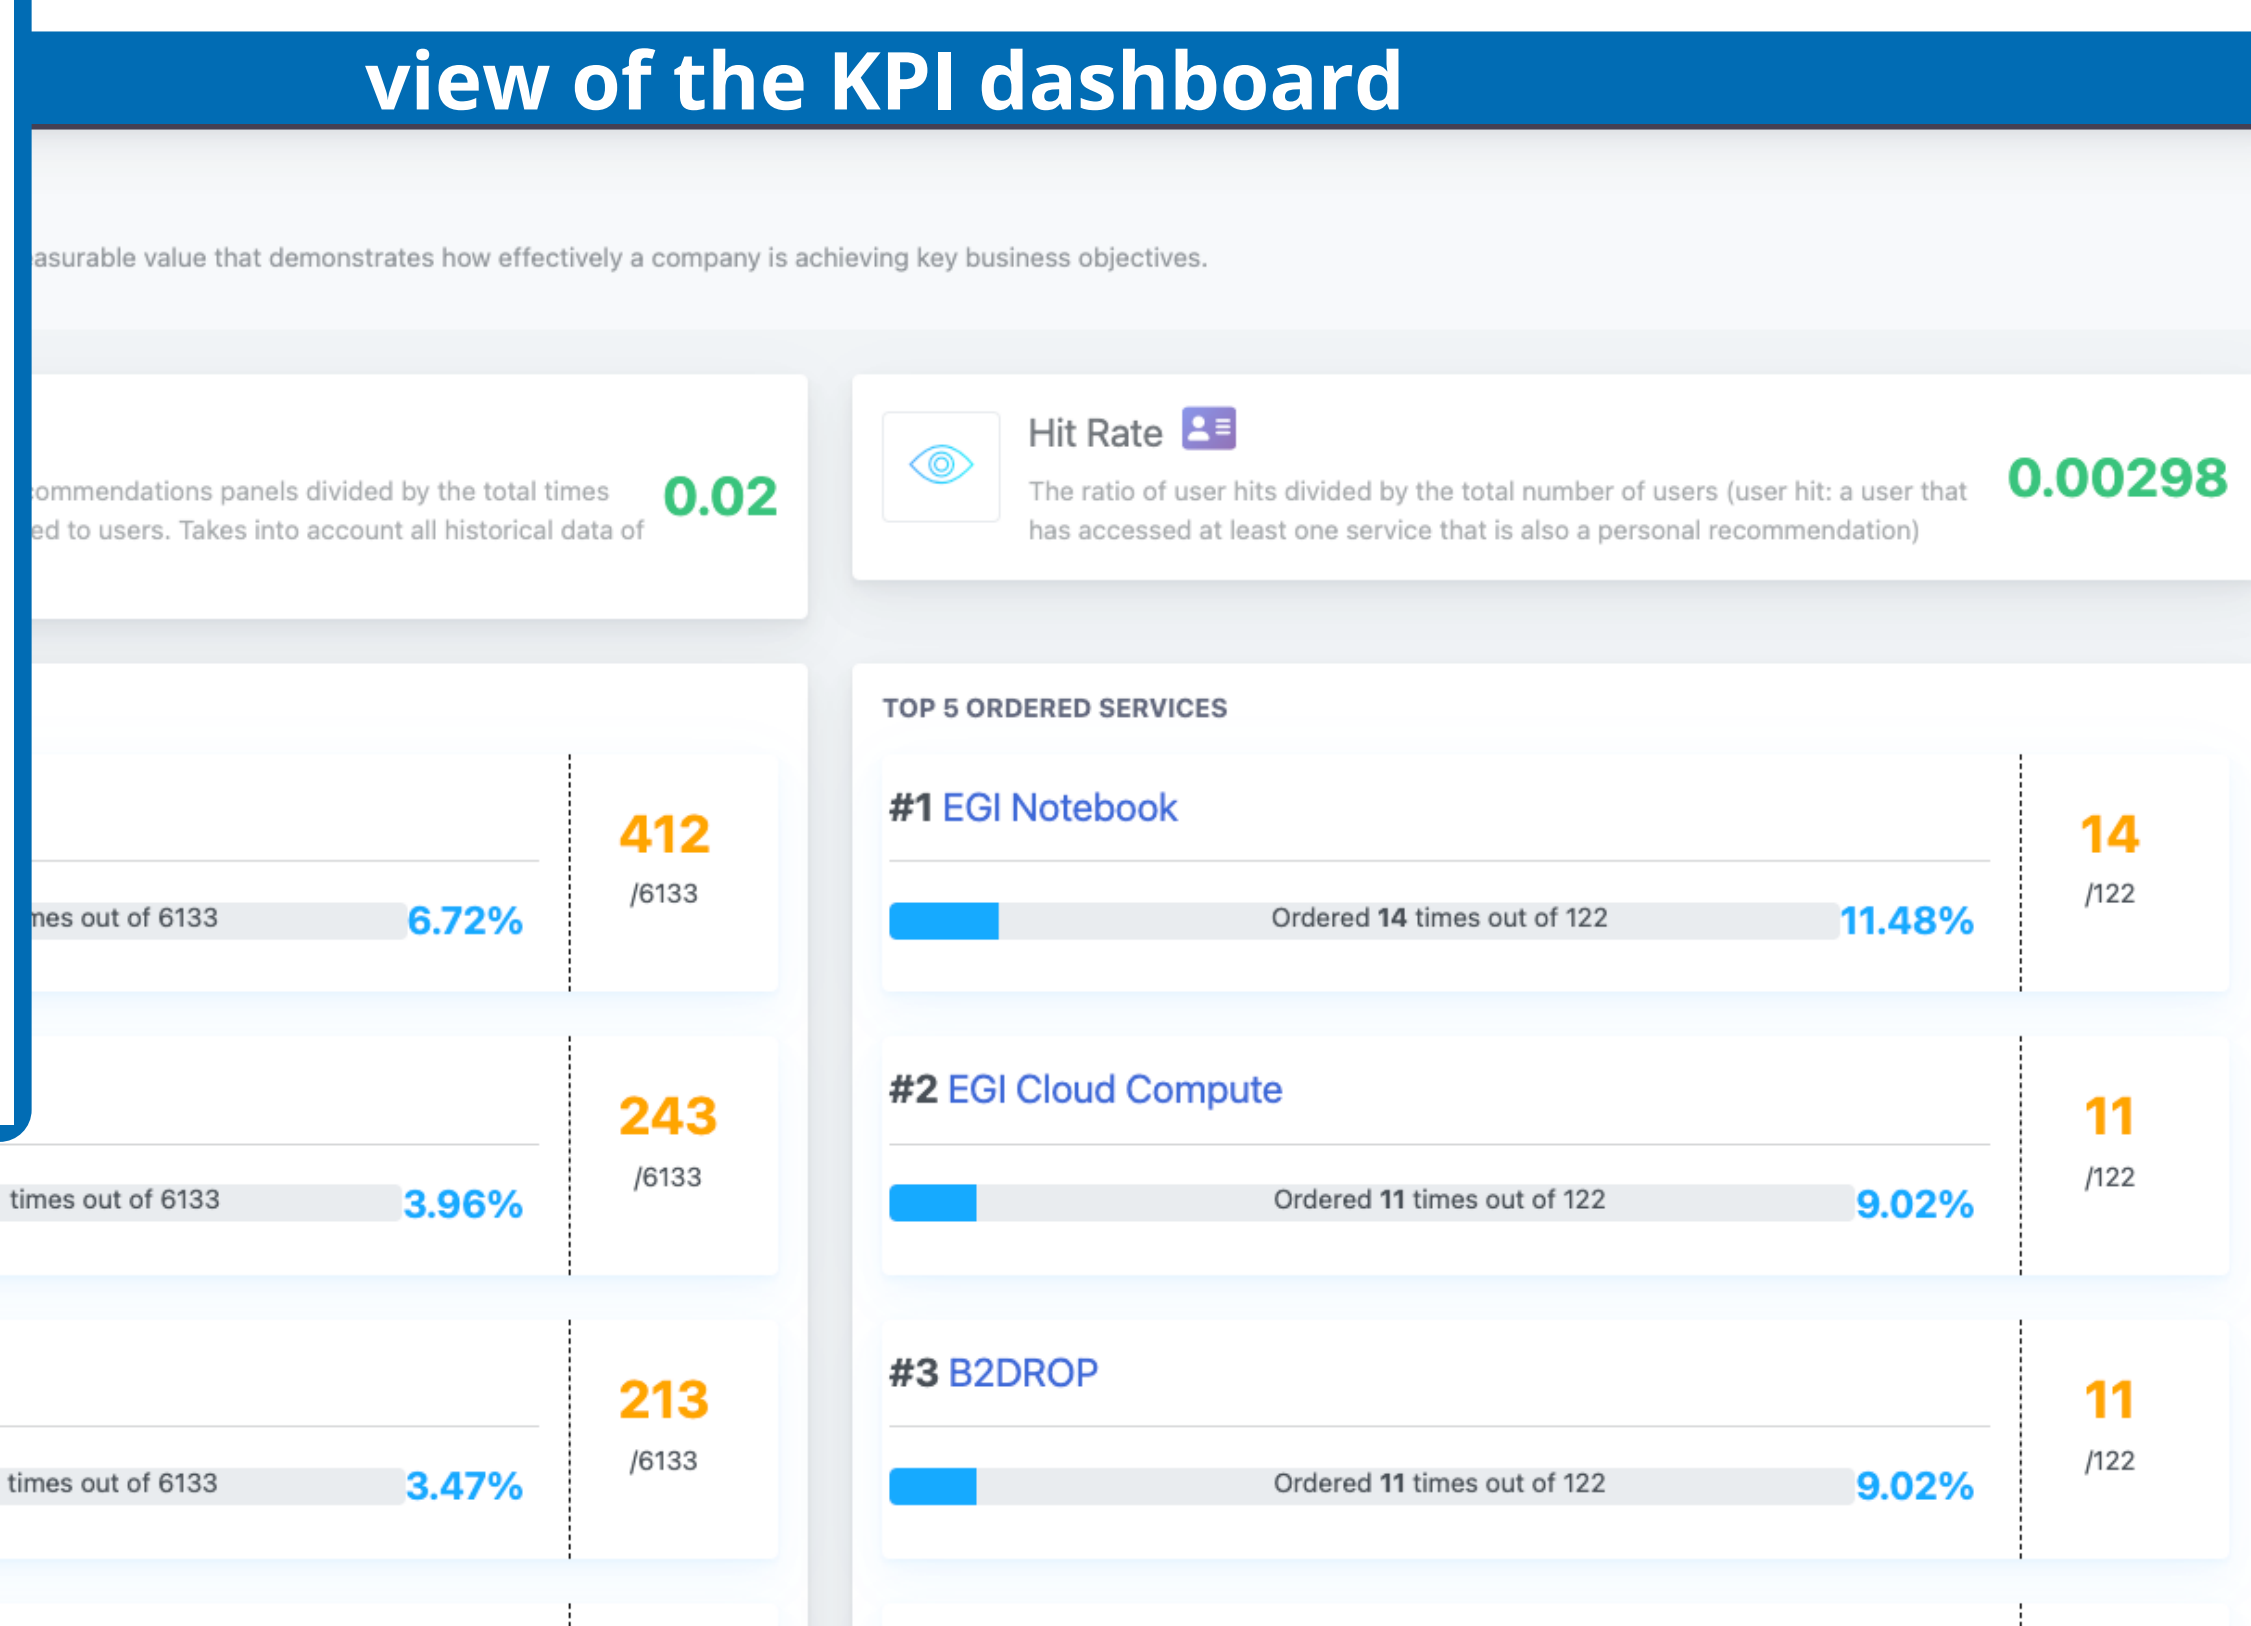 view of the KPI dashboard
asurable value that demonstrates how effectively a company is achieving key business objectives.
ommendations panels divided by the total times
ed to users. Takes into account all historical data of
0.02
Hit Rate
The ratio of user hits divided by the total number of users (user hit: a user that
has accessed at least one service that is also a personal recommendation)
0.00298
412
/6133
mes out of 6133 6.72%
243
/6133
times out of 6133 3.96%
213
/6133
times out of 6133 3.47%
TOP 5 ORDERED SERVICES
#1 EGI Notebook
Ordered 14 times out of 122 11.48%
14
/122
#2 EGI Cloud Compute
Ordered 11 times out of 122 9.02%
11
/122
#3 B2DROP
Ordered 11 times out of 122 9.02%
11
/122